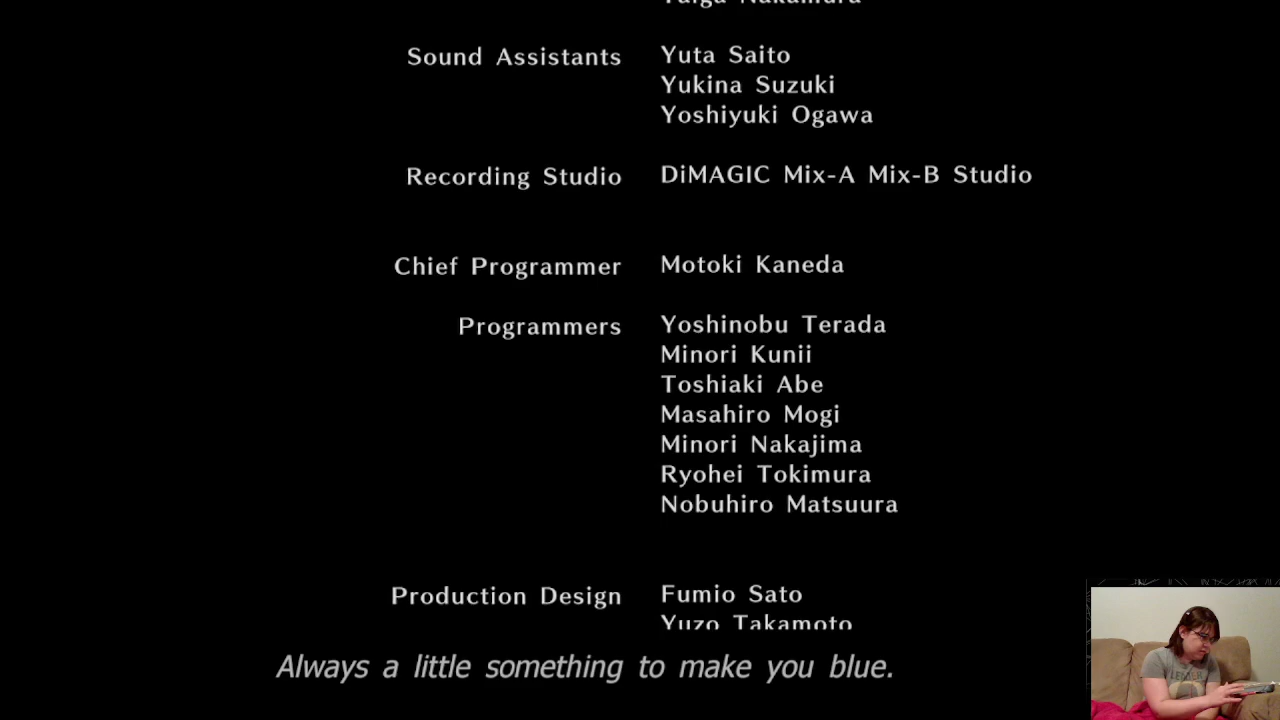 Sound Assistants Yuta Saito
Yukina Suzuki
Yoshiyuki Ogawa
Recording Studio DiMAGIC Mix-A Mix-B Studio
Chief Programmer Motoki Kaneda
Programmers Yoshinobu Terada
Minori Kunii
Toshiaki Abe
Masahiro Mogi
Minori Nakajima
Ryohei Tokimura
Nobuhiro Matsuura
Production Design Fumio Sato
Yuzo Takamoto
Always a little something to make you blue.